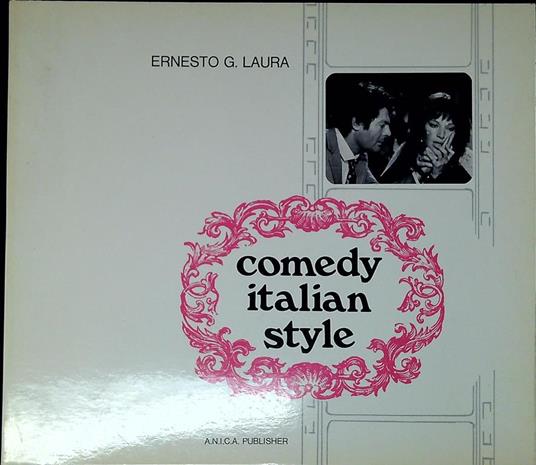 ERNESTO G. LAURA
comedy
italian
style
A.N.I.C.A. PUBLISHER